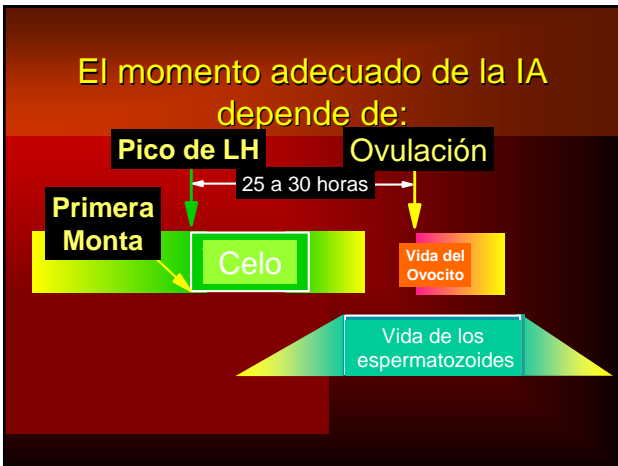 El momento adecuado de la IA
depende de:
Pico de LH
Ovulación
25 a 30 horas
Primera
Monta
Celo
Vida del
Ovocito
Vida de los
espermatozoides